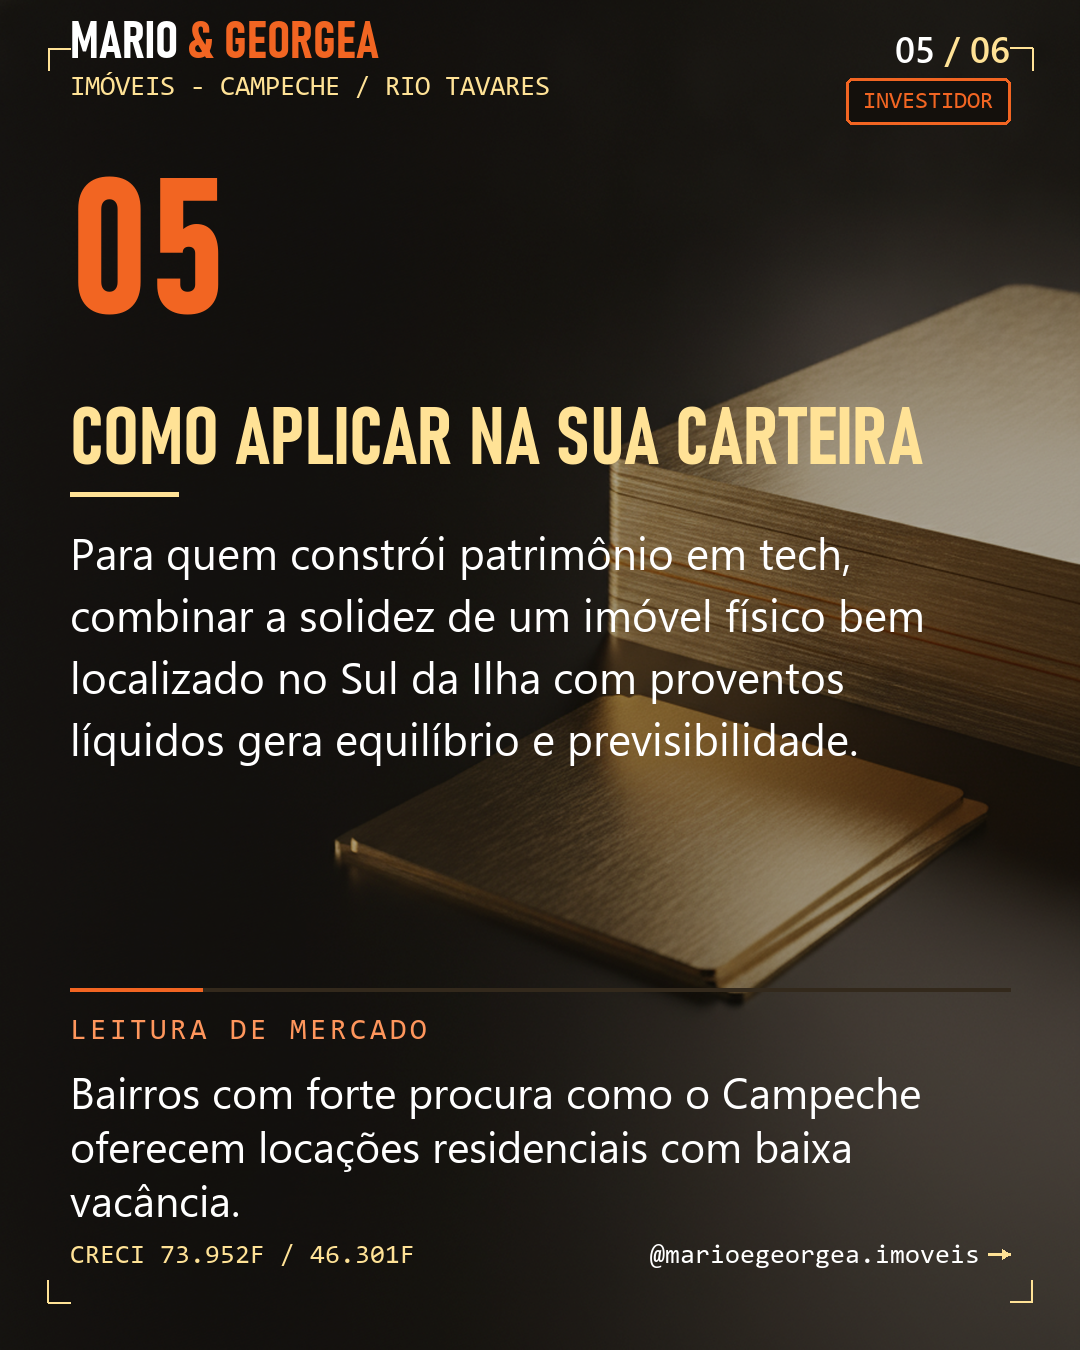 MARIO & GEORGEA
IMÓVEIS - CAMPECHE / RIO TAVARES
05 / 06
INVESTIDOR
05
COMO APLICAR NA SUA CARTEIRA
Para quem constrói patrimônio em tech,
combinar a solidez de um imóvel físico bem
localizado no Sul da Ilha com proventos
líquidos gera equilíbrio e previsibilidade.
LEITURA DE MERCADO
Bairros com forte procura como o Campeche
oferecem locações residenciais com baixa
vacância.
CRECI 73.952F / 46.301F
@marioegeorgea.imoveis →